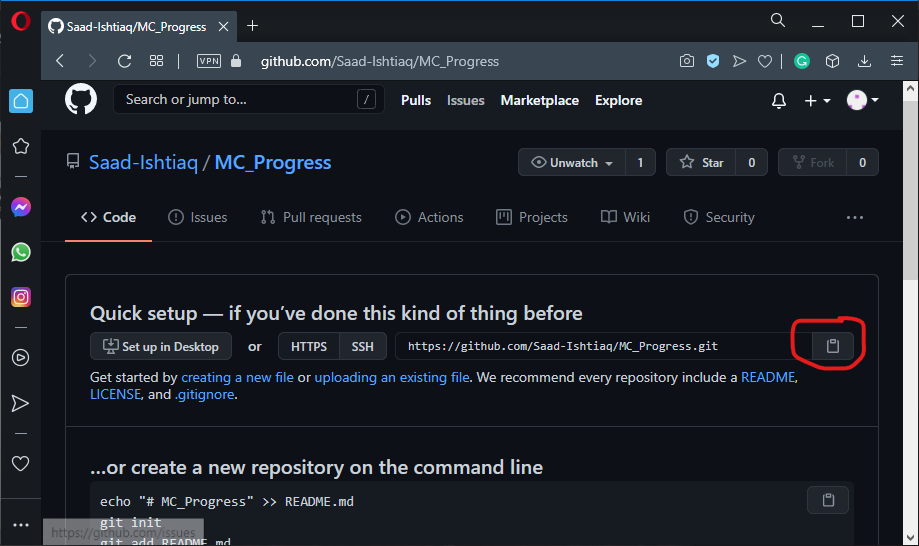 Saad-Ishtiaq/MC_Progress
VPN github.com/Saad-Ishtiaq/MC_Progress
Search or jump to... / Pulls Issues Marketplace Explore
Saad-Ishtiaq / MC_Progress Unwatch 1 Star 0 Fork 0
Code Issues Pull requests Actions Projects Wiki Security
Quick setup — if you’ve done this kind of thing before
Set up in Desktop or HTTPS SSH https://github.com/Saad-Ishtiaq/MC_Progress.git
Get started by creating a new file or uploading an existing file. We recommend every repository include a README,
LICENSE, and .gitignore.
...or create a new repository on the command line
echo "# MC_Progress" >> README.md
git init
git add README.md
https://github.com/issues